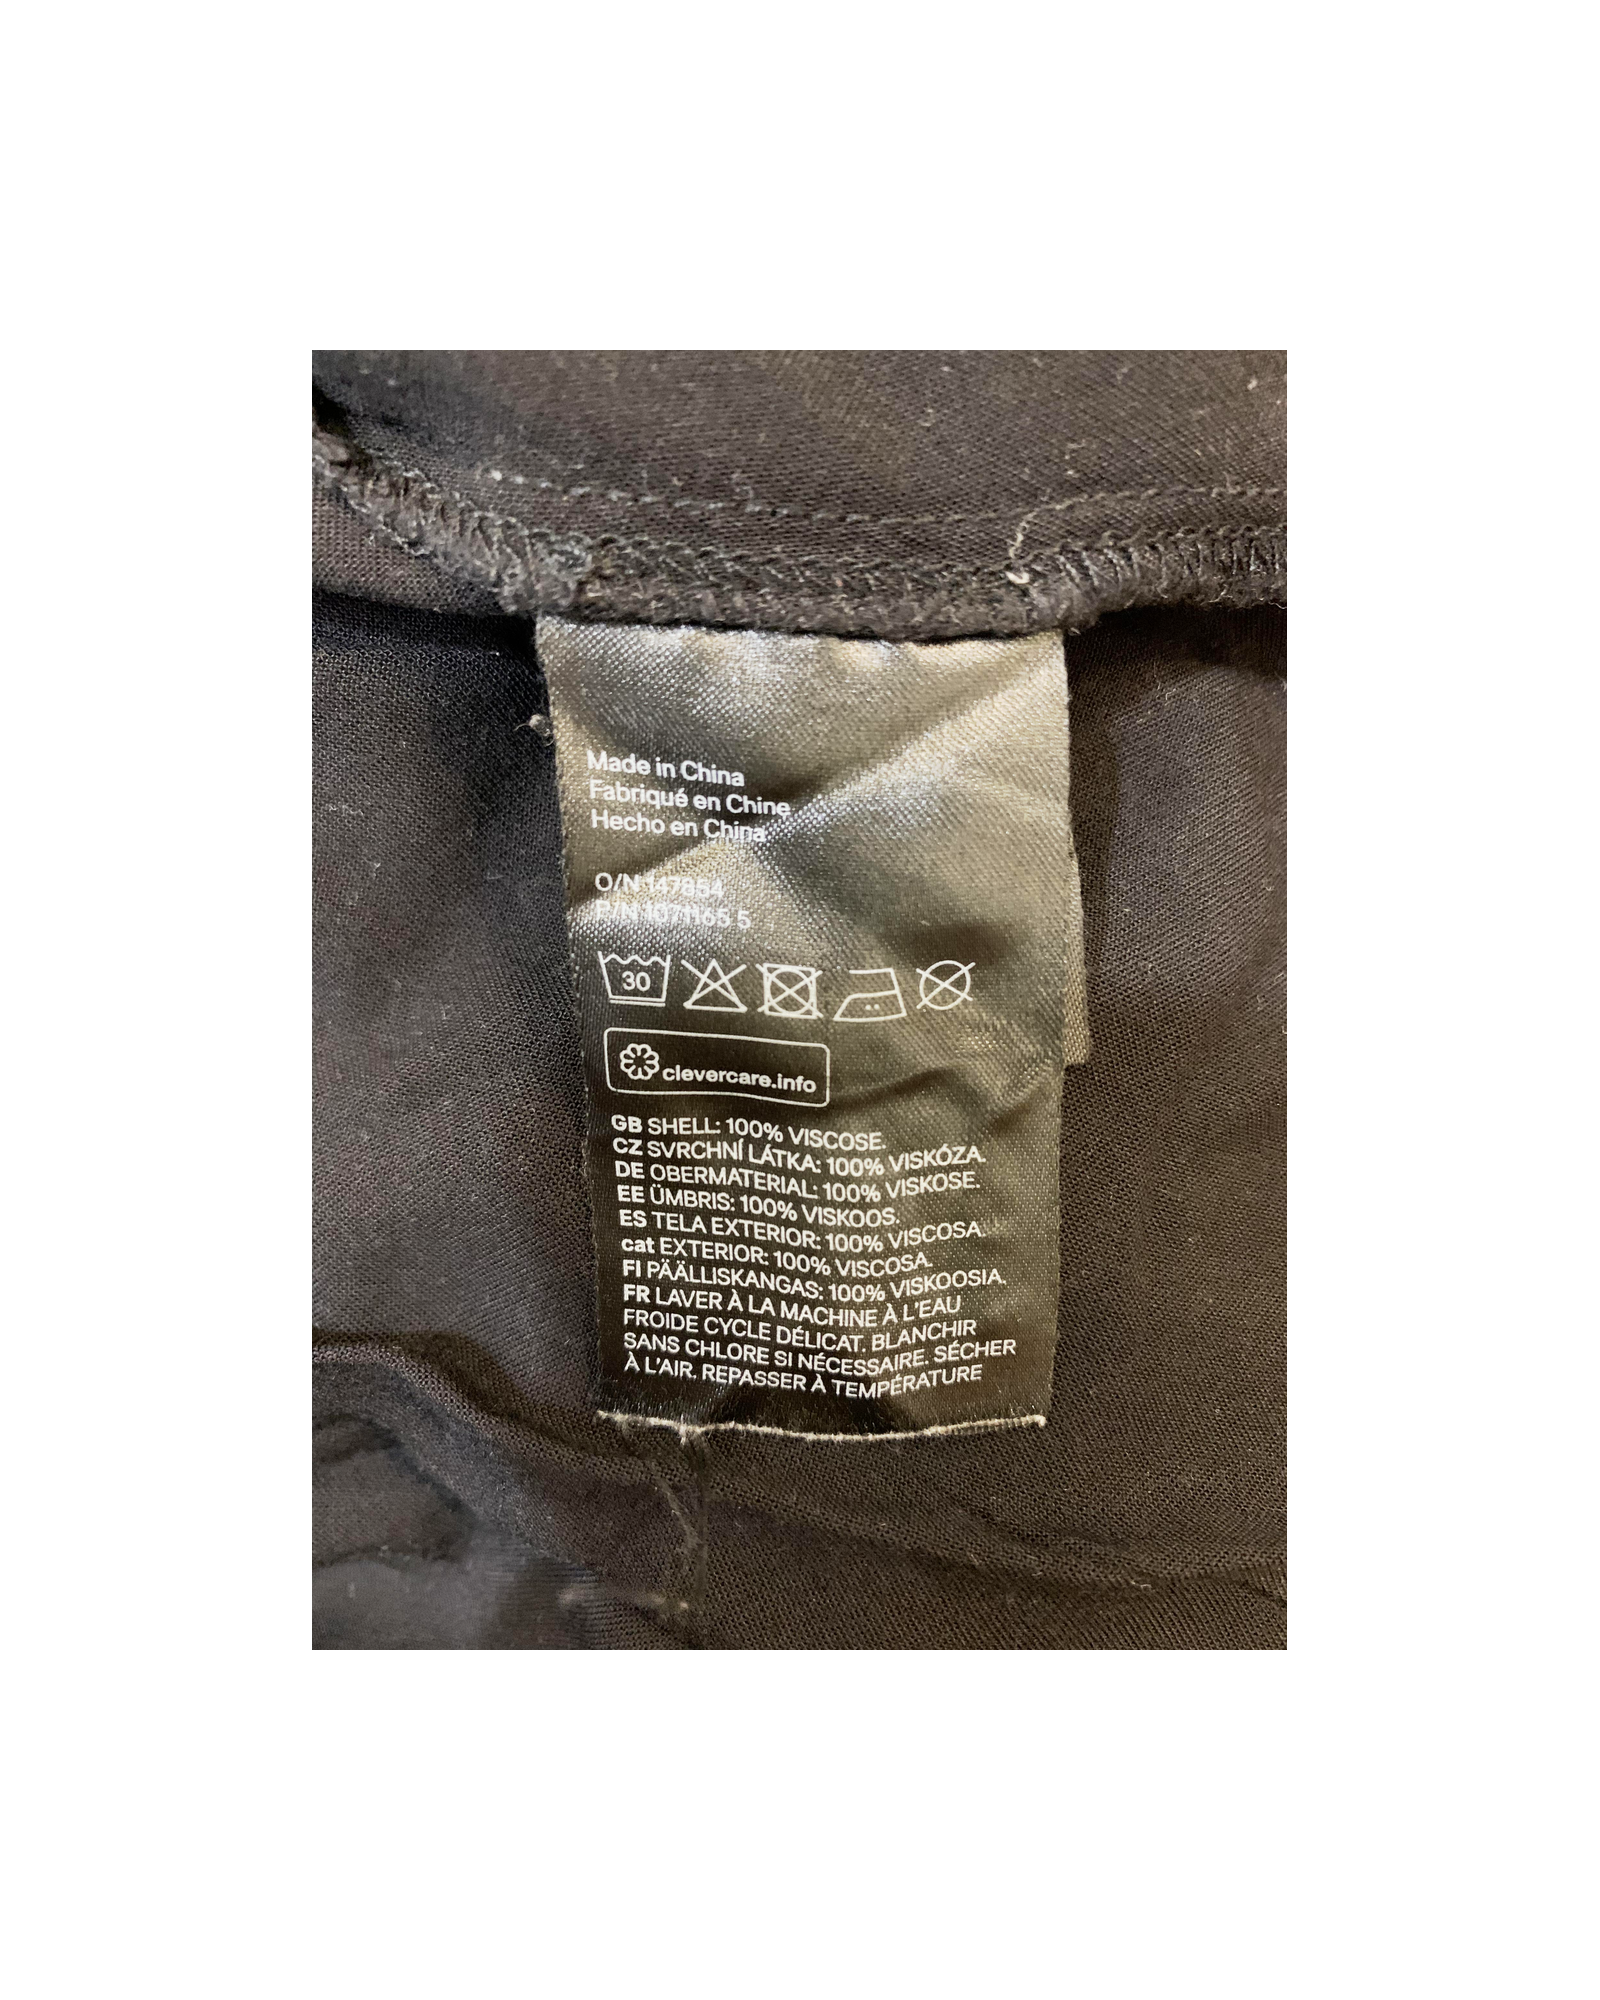 Made in China
Fabriqué en Chine
Hecho en China
O/N 147854
P/N 1071165 5
30
clevercare.info
GB SHELL: 100% VISCOSE.
CZ SVRCHNÍ LÁTKA: 100% VISKÓZA.
DE OBERMATERIAL: 100% VISKOSE.
EE ÜMBRIS: 100% VISKOOS.
ES TELA EXTERIOR: 100% VISCOSA.
cat EXTERIOR: 100% VISCOSA.
FI PÄÄLLISKANGAS: 100% VISKOOSIA.
FR LAVER À LA MACHINE À L'EAU
FROIDE CYCLE DÉLICAT. BLANCHIR
SANS CHLORE SI NÉCESSAIRE. SÉCHER
À L'AIR. REPASSER À TEMPÉRATURE